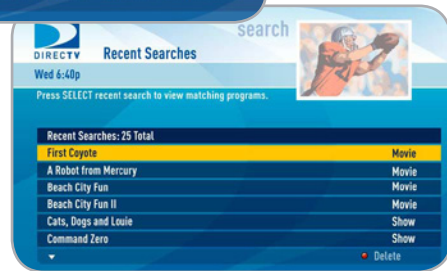 search
DIRECTV
Recent Searches
Wed 6:40p
Press SELECT recent search to view matching programs.
Recent Searches: 25 Total
First Coyote Movie
A Robot from Mercury Movie
Beach City Fun Movie
Beach City Fun II Movie
Cats, Dogs and Louie Show
Command Zero Show
Delete